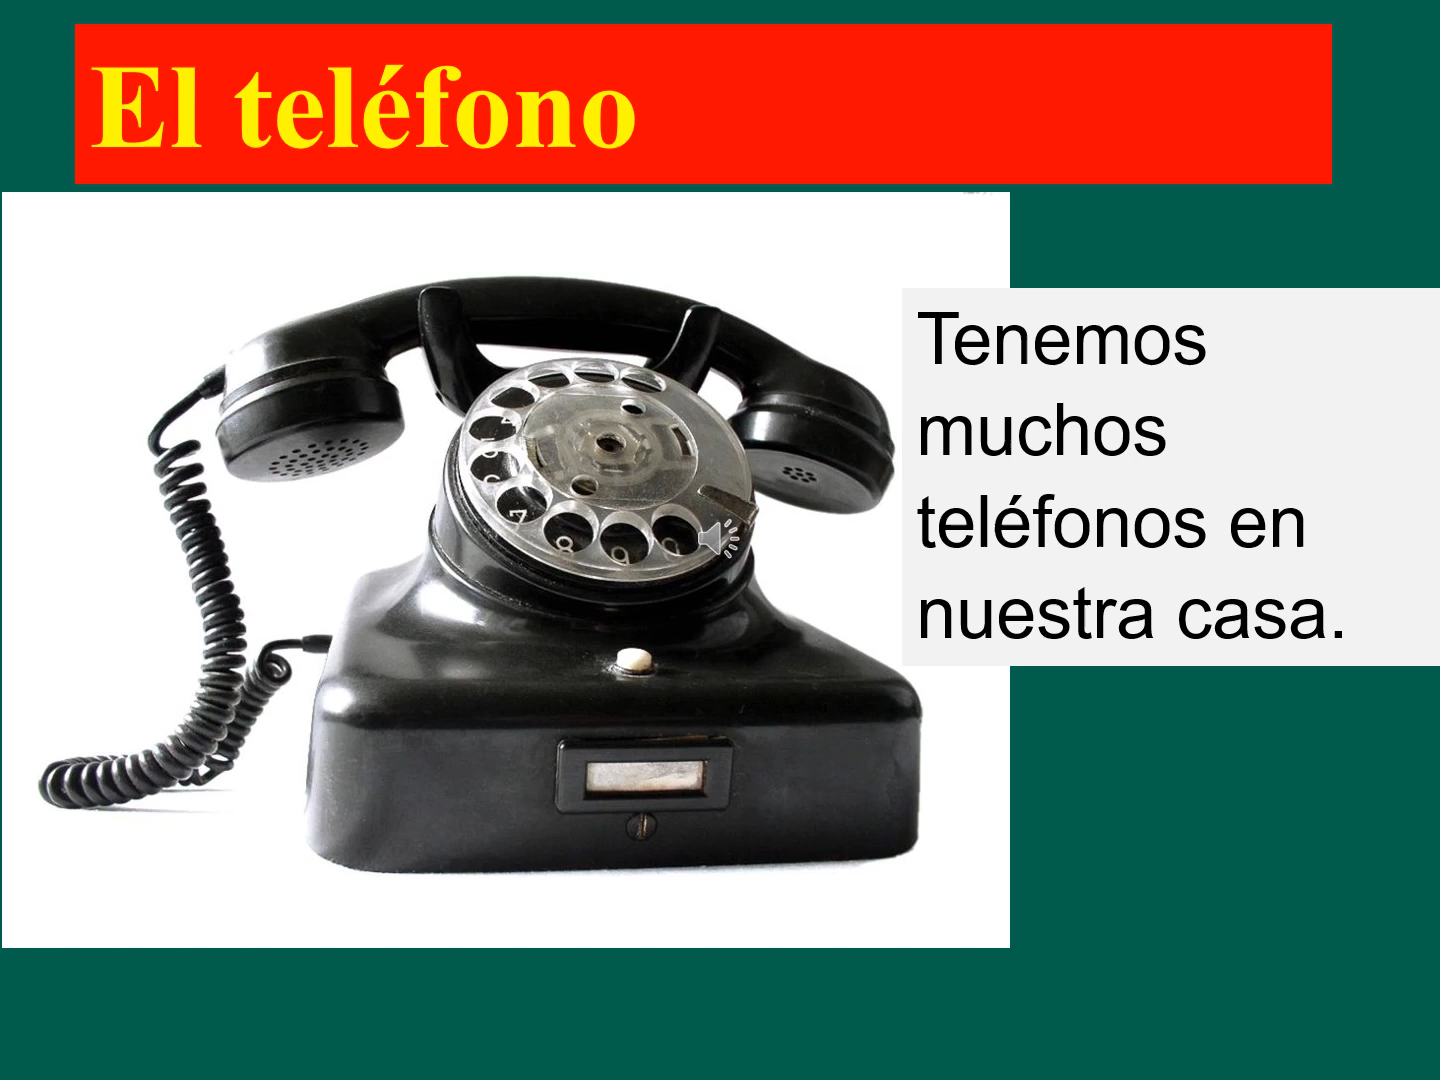 El teléfono
Tenemos
muchos
teléfonos en
nuestra casa.